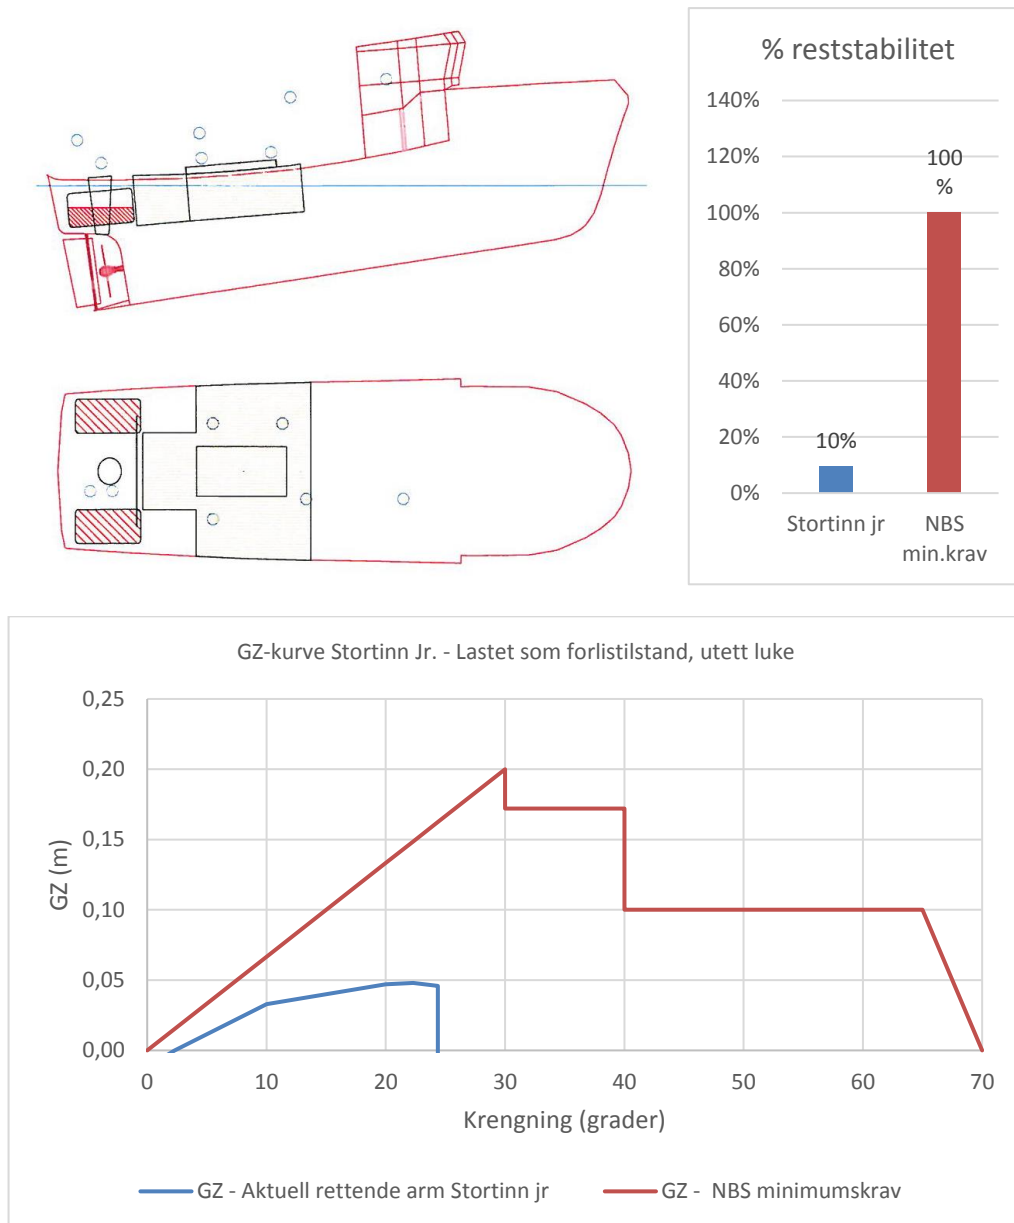 % reststabilitet
140%
120%
100%
80%
60%
40%
20%
0%
10%
100
%
Stortinn jr
NBS
min.krav
GZ-kurve Stortinn Jr. - Lastet som forlistilstand, utett luke
GZ (m)
0,25
0,20
0,15
0,10
0,05
0,00
0 10 20 30 40 50 60 70
Krengning (grader)
GZ - Aktuell rettende arm Stortinn jr
GZ - NBS minimumskrav